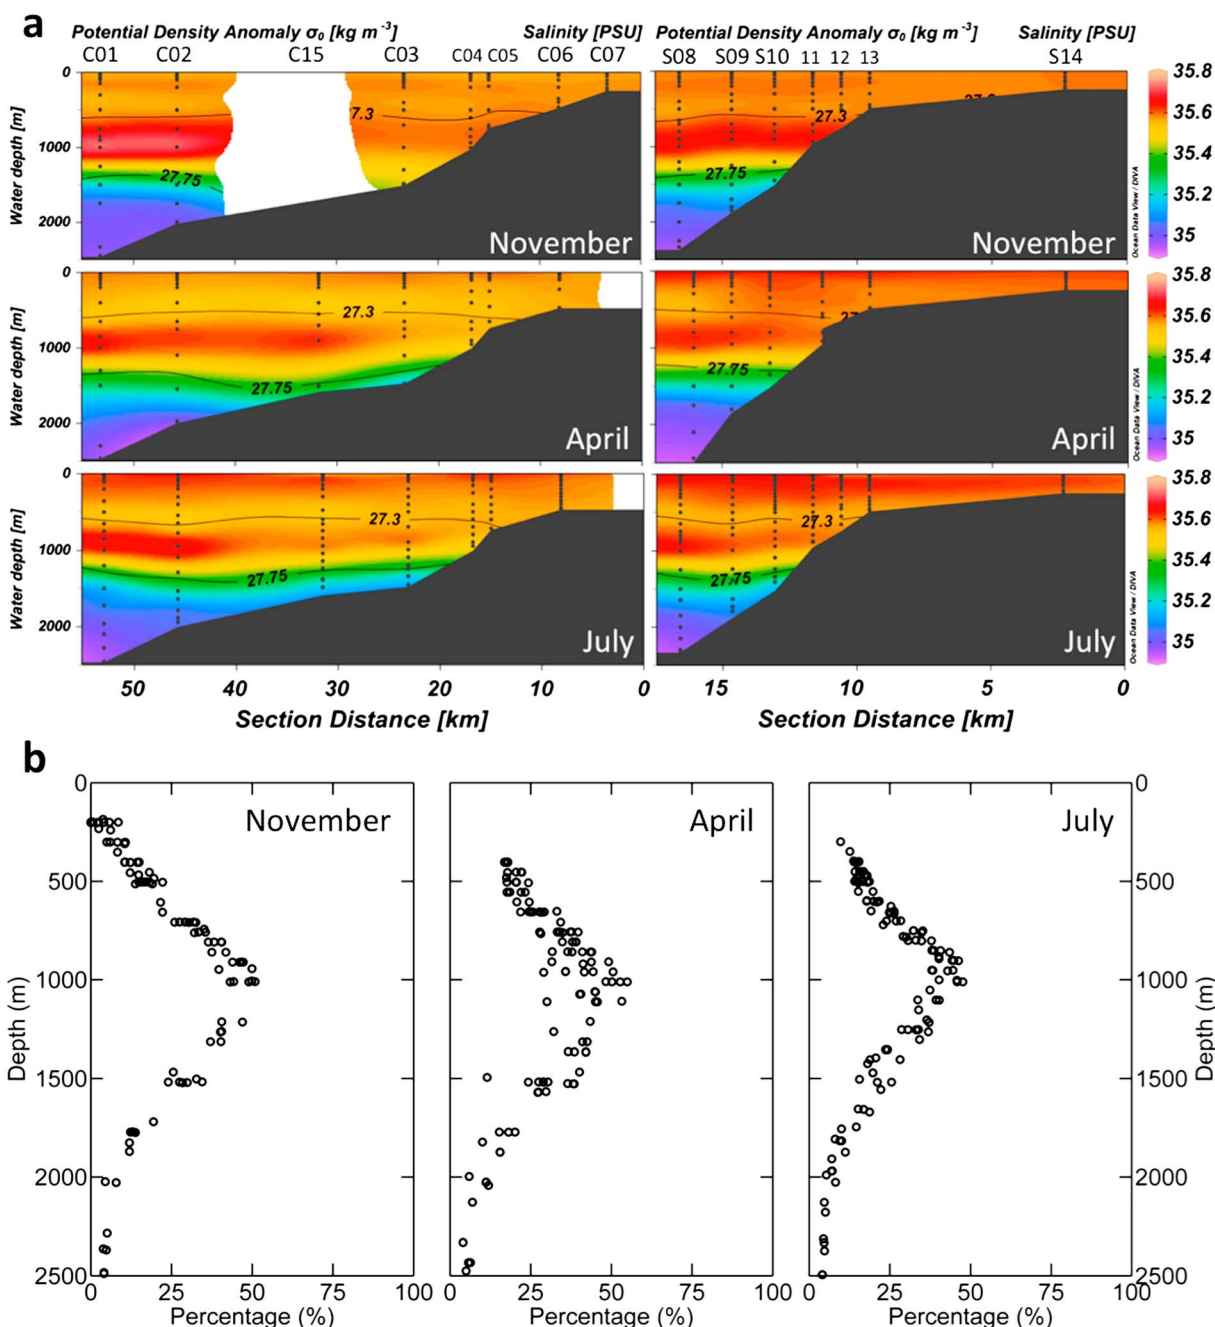 a
Potential Density Anomaly σ₀ [kg m⁻³] Salinity [PSU] Potential Density Anomaly σ₀ [kg m⁻³] Salinity [PSU]
C01 C02 C15 C03 C04 C05 C06 C07 S08 S09 S10 11 12 13 S14
Water depth [m]
0
1000
2000
27.3
27.75
November
27.3
27.75
November
35.8
35.6
35.4
35.2
35
Ocean Data View / DIVA
Water depth [m]
0
1000
2000
27.3
27.75
April
27.75
April
35.8
35.6
35.4
35.2
35
Ocean Data View / DIVA
Water depth [m]
0
1000
2000
27.3
27.75
July
27.3
27.75
July
35.8
35.6
35.4
35.2
35
Ocean Data View / DIVA
50 40 30 20 10 0 15 10 5 0
Section Distance [km] Section Distance [km]
b
0 0
November April July
500 500
1000 1000
Depth (m) Depth (m)
1500 1500
2000 2000
2500 2500
0 25 50 75 100 0 25 50 75 100 0 25 50 75 100
Percentage (%) Percentage (%) Percentage (%)